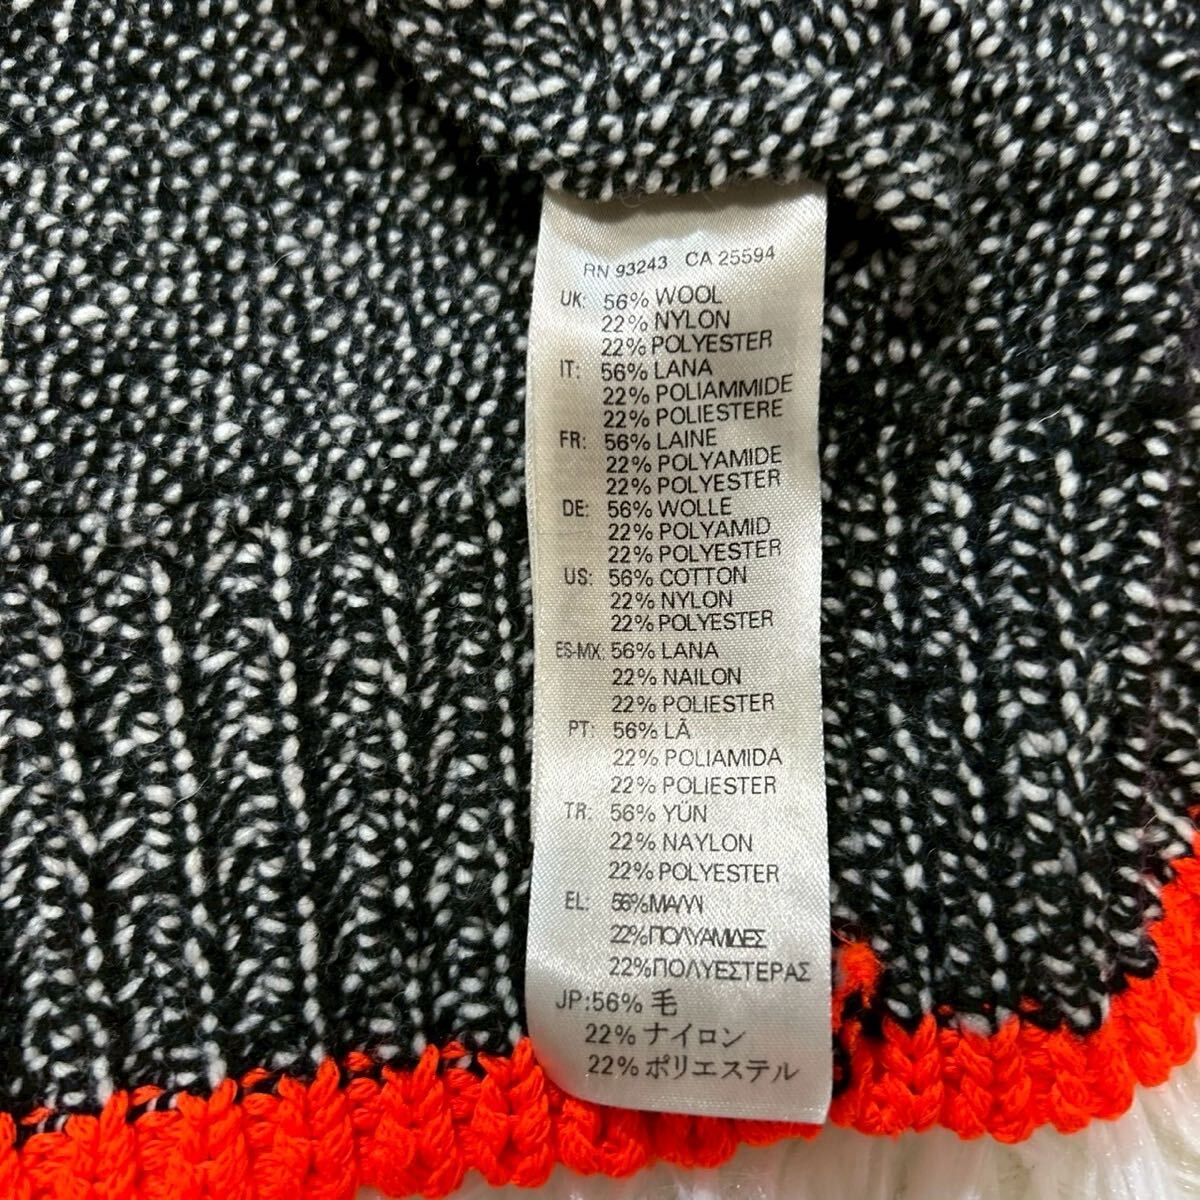 RN 93243 CA 25594
UK: 56% WOOL
22% NYLON
22% POLYESTER
IT: 56% LANA
22% POLIAMMIDE
22% POLIESTERE
FR: 56% LAINE
22% POLYAMIDE
22% POLYESTER
DE: 56% WOLLE
22% POLYAMID
22% POLYESTER
US: 56% COTTON
22% NYLON
22% POLYESTER
ES-MX: 56% LANA
22% NAILON
22% POLIESTER
PT: 56% LÃ
22% POLIAMIDA
22% POLIESTER
TR: 56% YÜN
22% NAYLON
22% POLYESTER
EL: 56% ΜΑΛΛΙ
22% ΠΟΛΥΑΜΙΔΕΣ
22% ΠΟΛΥΕΣΤΕΡΑΣ
JP: 56% 毛
22% ナイロン
22% ポリエステル